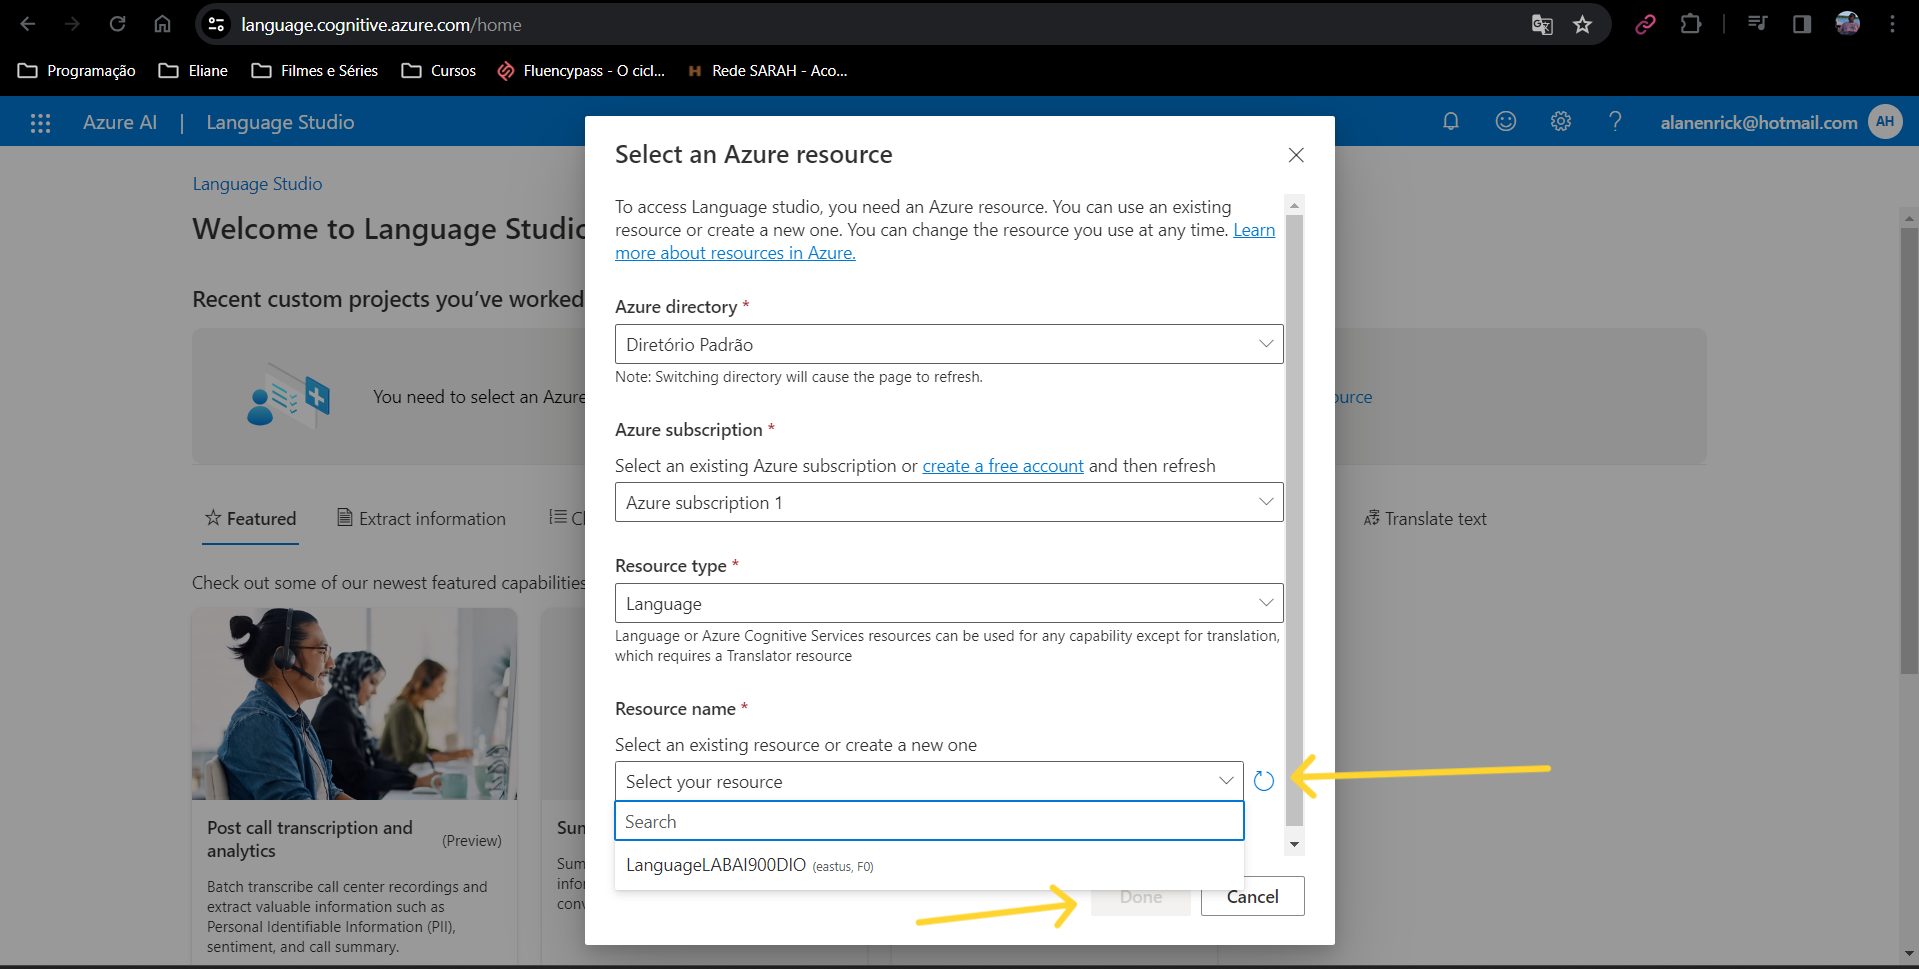 language.cognitive.azure.com/home
Programação
Eliane
Filmes e Séries
Cursos
Fluencypass - O cicl...
H
Rede SARAH - Aco...
Azure AI | Language Studio
alanenrick@hotmail.com
AH
Language Studio
Welcome to Language Studio
Recent custom projects you've worked
You need to select an Azure
ource
Featured
Extract information
Cl
Translate text
Check out some of our newest featured capabilities
Post call transcription and
analytics
(Preview)
Batch transcribe call center recordings and
extract valuable information such as
Personal Identifiable Information (PII),
sentiment, and call summary.
Sum
Sum
infor
conv
Select an Azure resource
To access Language studio, you need an Azure resource. You can use an existing
resource or create a new one. You can change the resource you use at any time. Learn
more about resources in Azure.
Azure directory *
Diretório Padrão
Note: Switching directory will cause the page to refresh.
Azure subscription *
Select an existing Azure subscription or create a free account and then refresh
Azure subscription 1
Resource type *
Language
Language or Azure Cognitive Services resources can be used for any capability except for translation,
which requires a Translator resource
Resource name *
Select an existing resource or create a new one
Select your resource
Search
LanguageLABAI900DIO (eastus, F0)
Done
Cancel